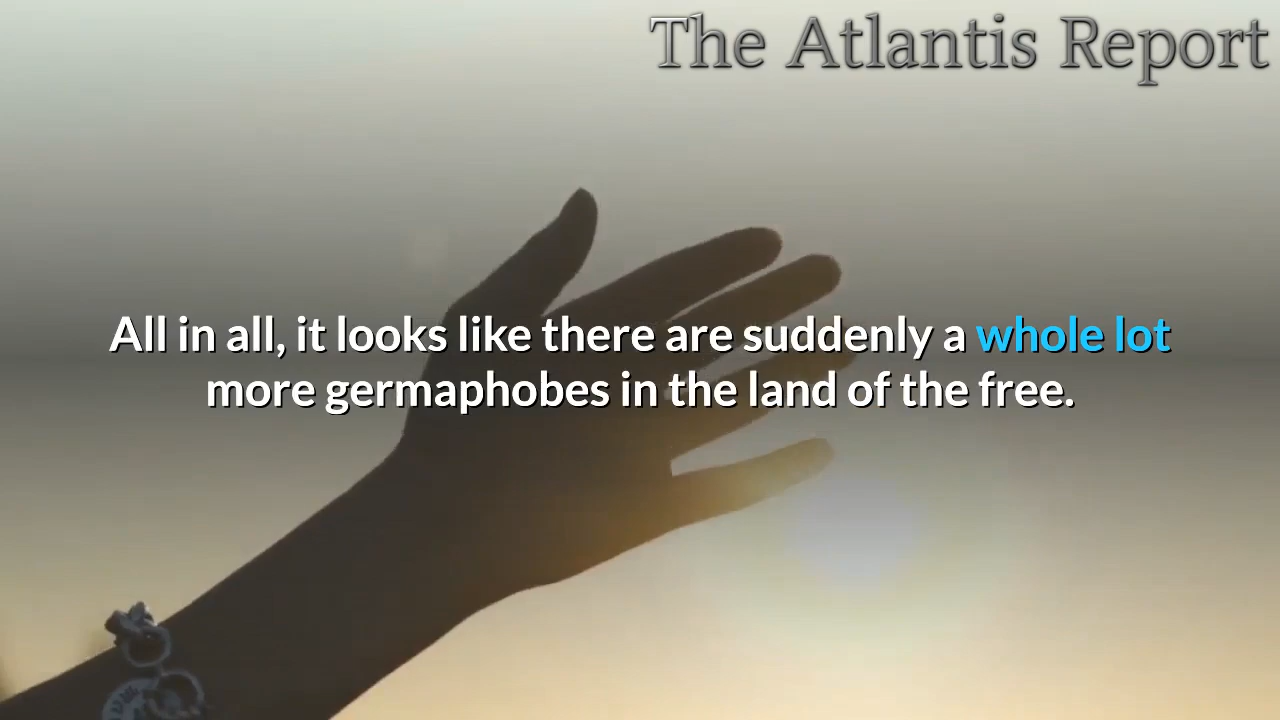 The Atlantis Report
All in all, it looks like there are suddenly a whole lot
more germaphobes in the land of the free.